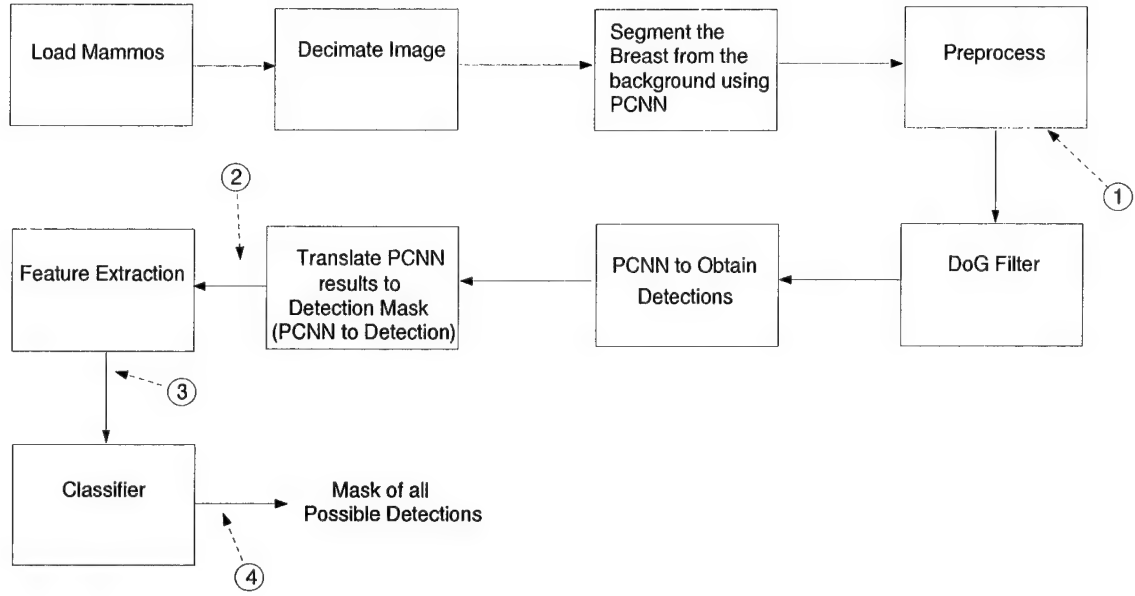 Load Mammos
Decimate Image
Segment the
Breast from the
background using
PCNN
Preprocess
1
2
Feature Extraction
Translate PCNN
results to
Detection Mask
(PCNN to Detection)
PCNN to Obtain
Detections
DoG Filter
3
Classifier
Mask of all
Possible Detections
4